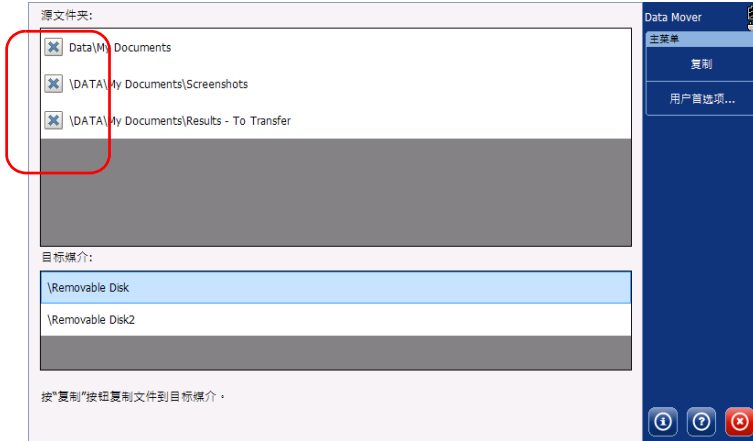 源文件夹:
Data\My Documents
\DATA\My Documents\Screenshots
\DATA\My Documents\Results - To Transfer
目标媒介:
\Removable Disk
\Removable Disk2
按"复制"按钮复制文件到目标媒介。
Data Mover
主菜单
复制
用户首选项...